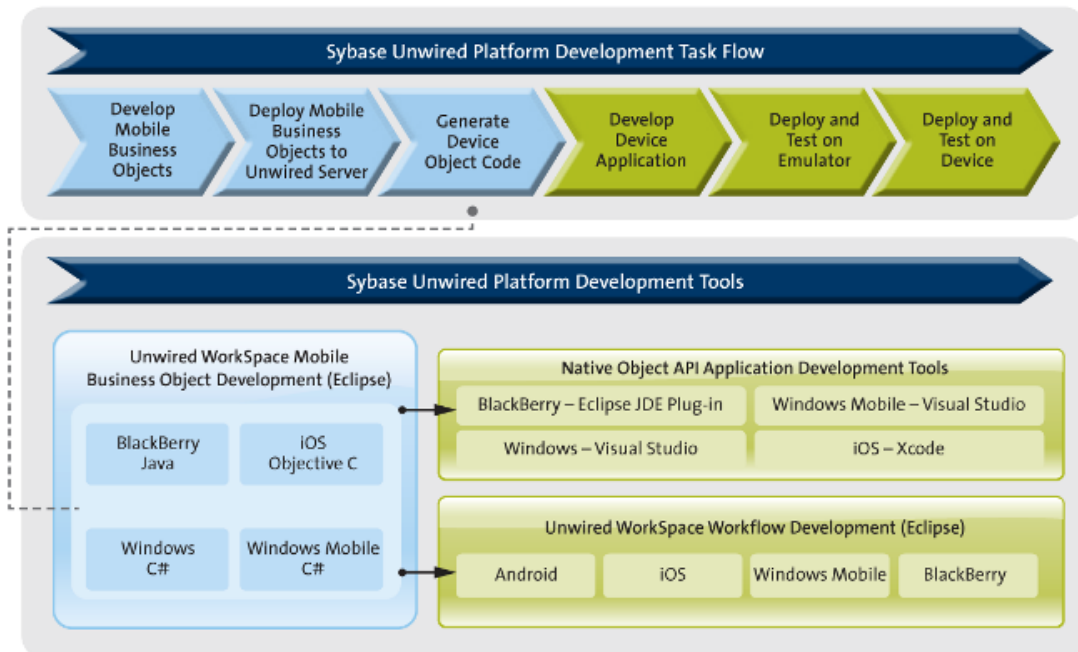 Sybase Unwired Platform Development Task Flow
Develop
Mobile
Business
Objects
Deploy Mobile
Business
Objects to
Unwired Server
Generate
Device
Object Code
Develop
Device
Application
Deploy and
Test on
Emulator
Deploy and
Test on
Device
Sybase Unwired Platform Development Tools
Unwired WorkSpace Mobile
Business Object Development (Eclipse)
BlackBerry
Java
iOS
Objective C
Windows
C#
Windows Mobile
C#
Native Object API Application Development Tools
BlackBerry – Eclipse JDE Plug-in
Windows Mobile – Visual Studio
Windows – Visual Studio
iOS – Xcode
Unwired WorkSpace Workflow Development (Eclipse)
Android
iOS
Windows Mobile
BlackBerry